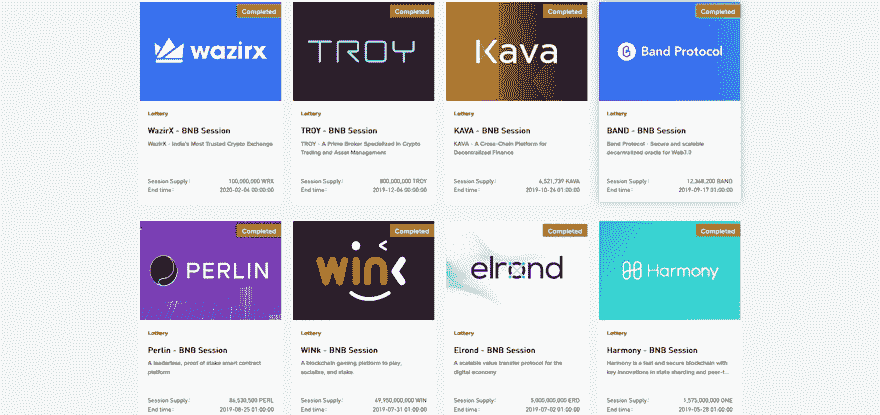 Completed
wazirx
Lottery
WazirX - BNB Session
WazirX - India's Most Trusted Crypto Exchange
Session Supply: 100,000,000 WRX
End time: 2020-02-04 00:00:00
Completed
TROY
Lottery
TROY - BNB Session
TROY - A Prime Broker Specialized in Crypto
Trading and Asset Management
Session Supply: 800,000,000 TROY
End time: 2019-12-04 00:00:00
Completed
Kava
Lottery
KAVA - BNB Session
KAVA - A Cross-Chain Platform for
Decentralized Finance
Session Supply: 6,521,739 KAVA
End time: 2019-10-24 01:00:00
Completed
Band Protocol
Lottery
BAND - BNB Session
Band Protocol - Secure and scalable
decentralized oracle for Web3.0
Session Supply: 12,368,200 BAND
End time: 2019-09-17 01:00:00
Completed
PERLIN
Lottery
Perlin - BNB Session
A leaderless, proof of stake smart contract
platform
Session Supply: 86,530,500 PERL
End time: 2019-08-25 01:00:00
Completed
wink
Lottery
WINk - BNB Session
A blockchain gaming platform to play,
socialize, and stake
Session Supply: 49,950,000,000 WIN
End time: 2019-07-31 01:00:00
Completed
elrond
Lottery
Elrond - BNB Session
A scalable value transfer protocol for the
digital economy
Session Supply: 5,000,000,000 ERD
End time: 2019-07-02 01:00:00
Completed
Harmony
Lottery
Harmony - BNB Session
Harmony is a fast and secure blockchain with
key innovations in state sharding and peer-t...
Session Supply: 1,575,000,000 ONE
End time: 2019-05-28 01:00:00